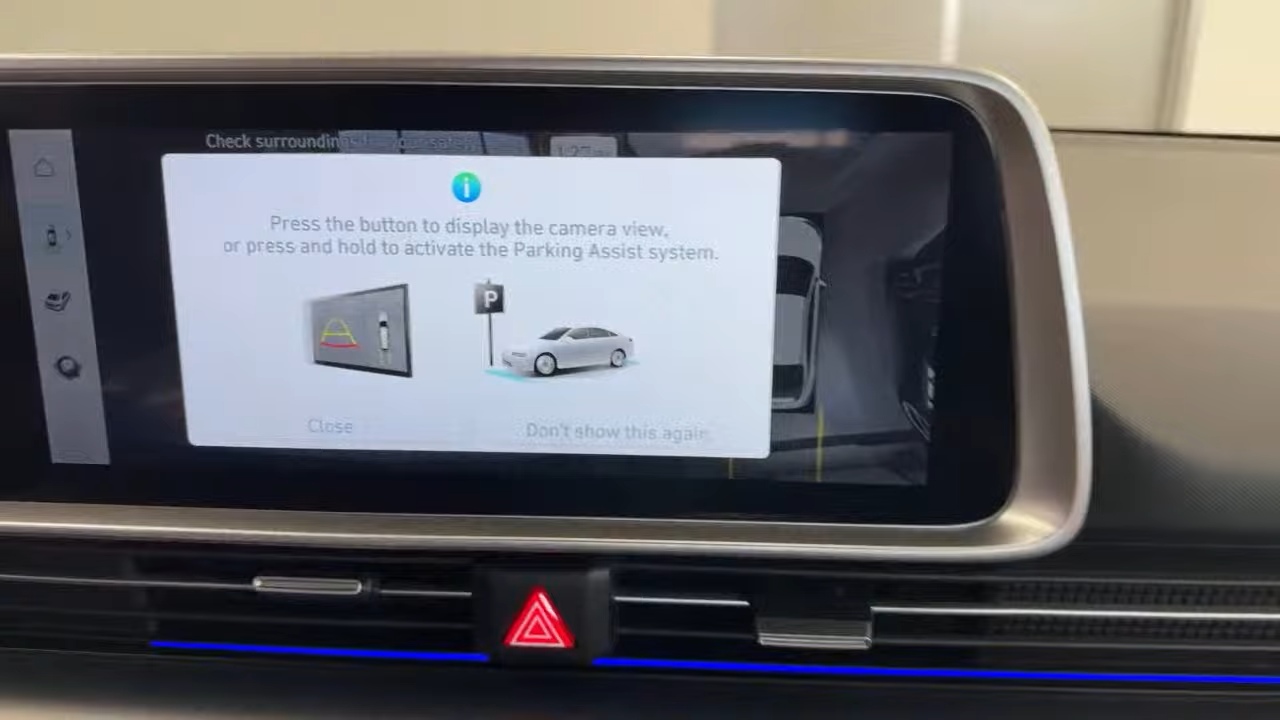 Check surroundings
Press the button to display the camera view,
or press and hold to activate the Parking Assist system.
P
Close
Don't show this again